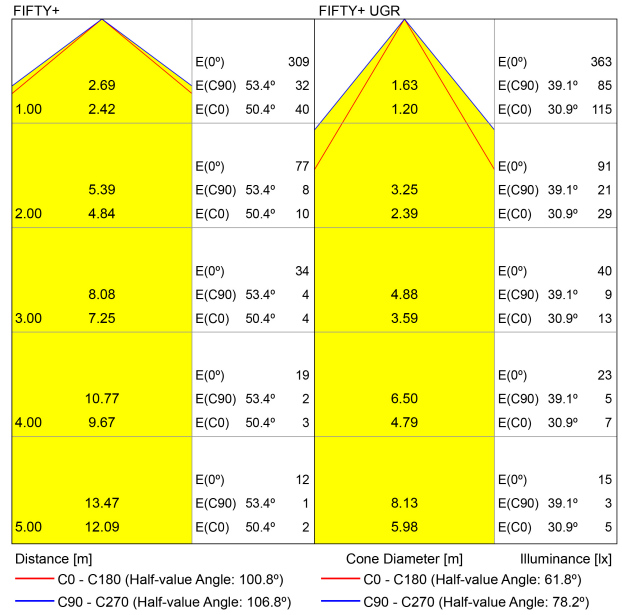 FIFTY+ FIFTY+ UGR
E(0º) 309 E(0º) 363
2.69 E(C90) 53.4º 32 1.63 E(C90) 39.1º 85
1.00 2.42 E(C0) 50.4º 40 1.20 E(C0) 30.9º 115
E(0º) 77 E(0º) 91
5.39 E(C90) 53.4º 8 3.25 E(C90) 39.1º 21
2.00 4.84 E(C0) 50.4º 10 2.39 E(C0) 30.9º 29
E(0º) 34 E(0º) 40
8.08 E(C90) 53.4º 4 4.88 E(C90) 39.1º 9
3.00 7.25 E(C0) 50.4º 4 3.59 E(C0) 30.9º 13
E(0º) 19 E(0º) 23
10.77 E(C90) 53.4º 2 6.50 E(C90) 39.1º 5
4.00 9.67 E(C0) 50.4º 3 4.79 E(C0) 30.9º 7
E(0º) 12 E(0º) 15
13.47 E(C90) 53.4º 1 8.13 E(C90) 39.1º 3
5.00 12.09 E(C0) 50.4º 2 5.98 E(C0) 30.9º 5
Distance [m] Cone Diameter [m] Illuminance [lx]
C0 - C180 (Half-value Angle: 100.8º) C0 - C180 (Half-value Angle: 61.8º)
C90 - C270 (Half-value Angle: 106.8º) C90 - C270 (Half-value Angle: 78.2º)